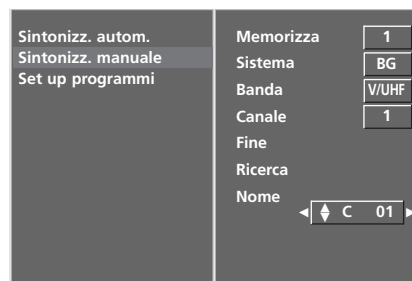 Sintonizz. autom.
Sintonizz. manuale
Set up programmi
Memorizza 1
Sistema BG
Banda V/UHF
Canale 1
Fine
Ricerca
Nome
C 01